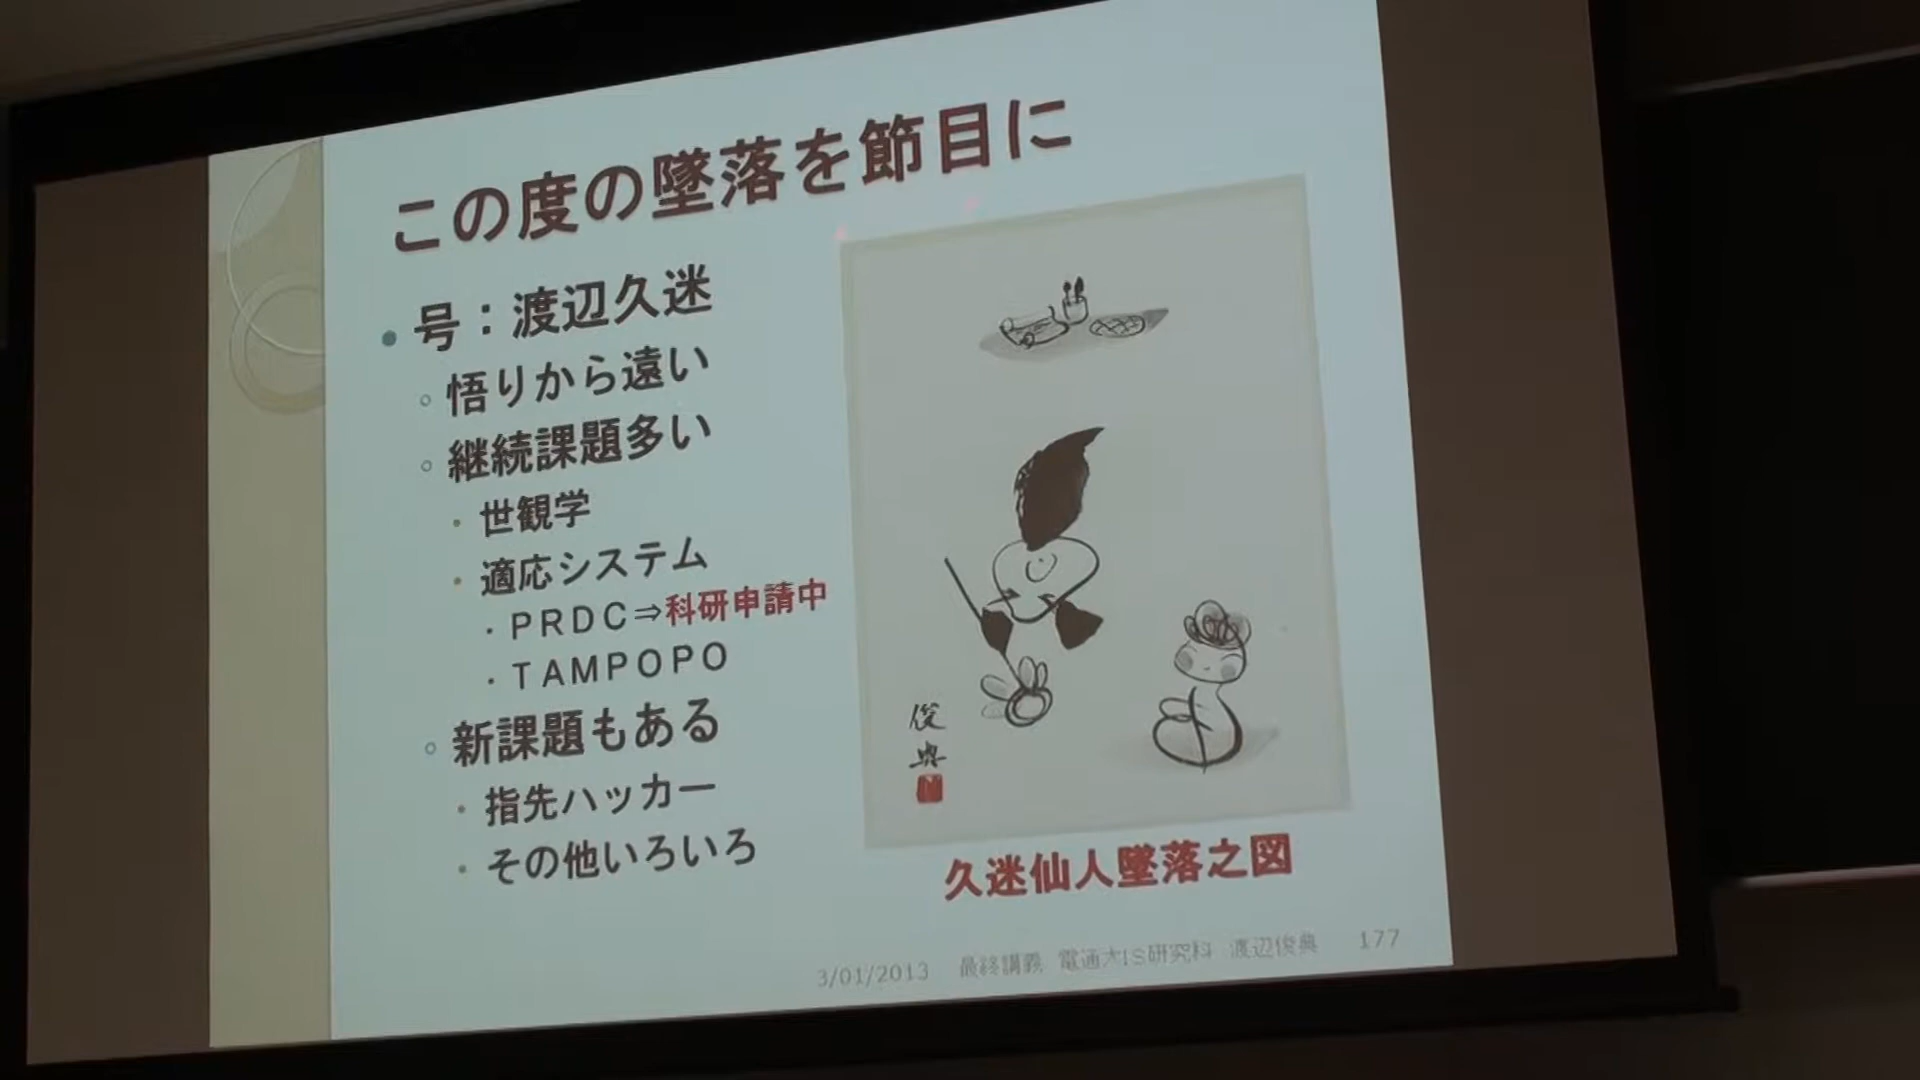 この度の墜落を節目に
号：渡辺久迷
悟りから遠い
継続課題多い
世観学
適応システム
PRDC⇒科研申請中
TAMPOPO
新課題もある
指先ハッカー
その他いろいろ
俊
典
久迷仙人墜落之図
3/01/2013 最終講義 電通大IS研究科 渡辺俊典 177